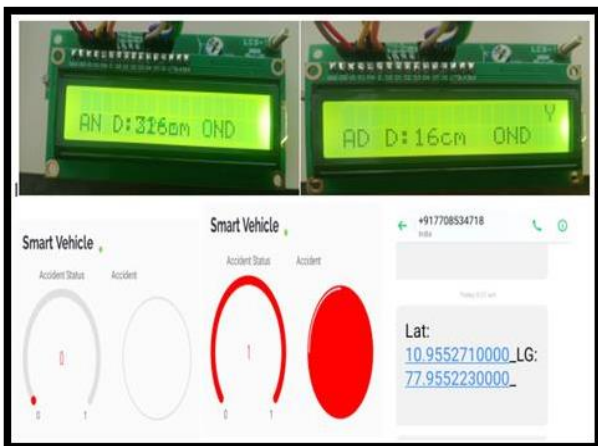 AN D:316cm OND
Y
AD D:16cm OND
Smart Vehicle
Accident Status Accident
0
0 1
Smart Vehicle
Accident Status Accident
1
0 1
+917708534718
India
Lat:
10.9552710000_LG:
77.9552230000_